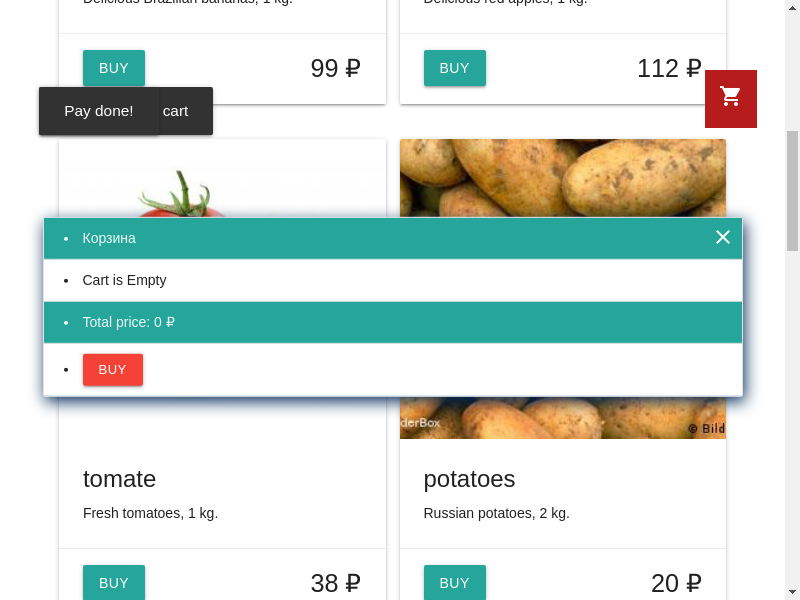 Delicious Brazilian bananas, 1 kg.
Delicious red apples, 1 kg.
BUY
99 ₽
BUY
112 ₽
Pay done!
cart
Корзина
Cart is Empty
Total price: 0 ₽
BUY
derBox
© Bild
tomate
Fresh tomatoes, 1 kg.
BUY
38 ₽
potatoes
Russian potatoes, 2 kg.
BUY
20 ₽